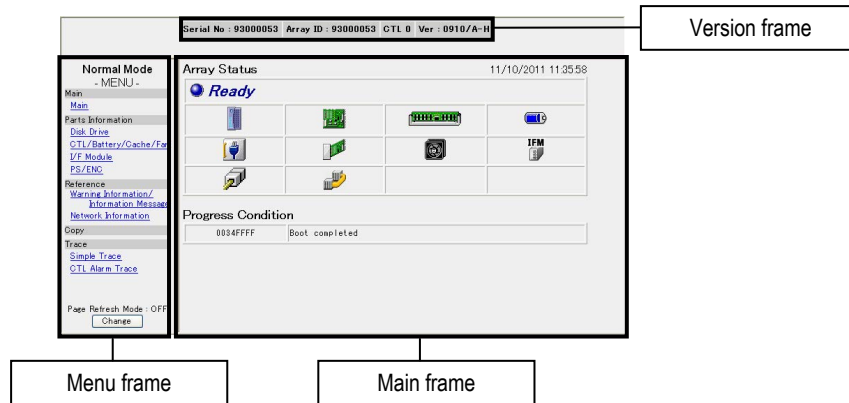 Serial No : 93000053 Array ID : 93000053 CTL 0 Ver : 0910/A-H
Version frame
Normal Mode
- MENU -
Main
Main
Parts Information
Disk Drive
CTL/Battery/Cache/Fan
I/F Module
PS/ENC
Reference
Warning Information/
Information Message
Network Information
Copy
Trace
Simple Trace
CTL Alarm Trace
Page Refresh Mode : OFF
Change
Array Status
11/10/2011 11:35:58
Ready
IFM
Progress Condition
0034FFFF Boot completed
Menu frame
Main frame